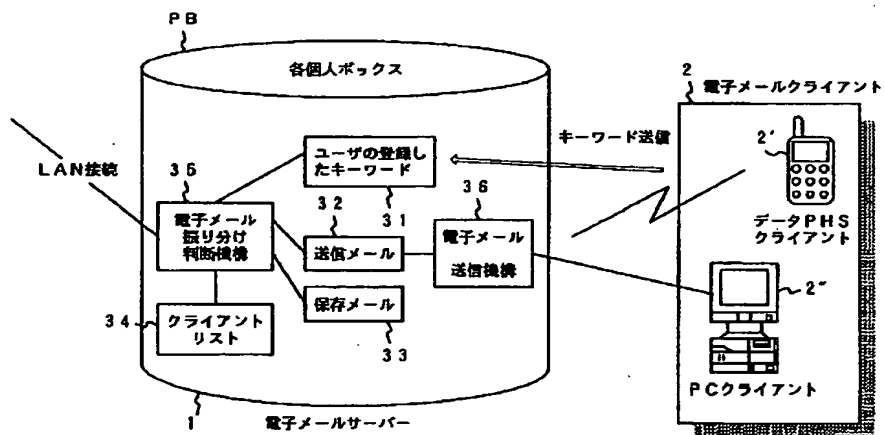 PB
各個人ボックス
2
電子メールクライアント
2'
キーワード送信
ユーザの登録し
たキーワード
LAN接続
35
31
32
36
電子メール
振り分け
判断機構
送信メール
電子メール
送信機構
データPHS
クライアント
2"
保存メール
34
33
クライアント
リスト
PCクライアント
1
電子メールサーバー